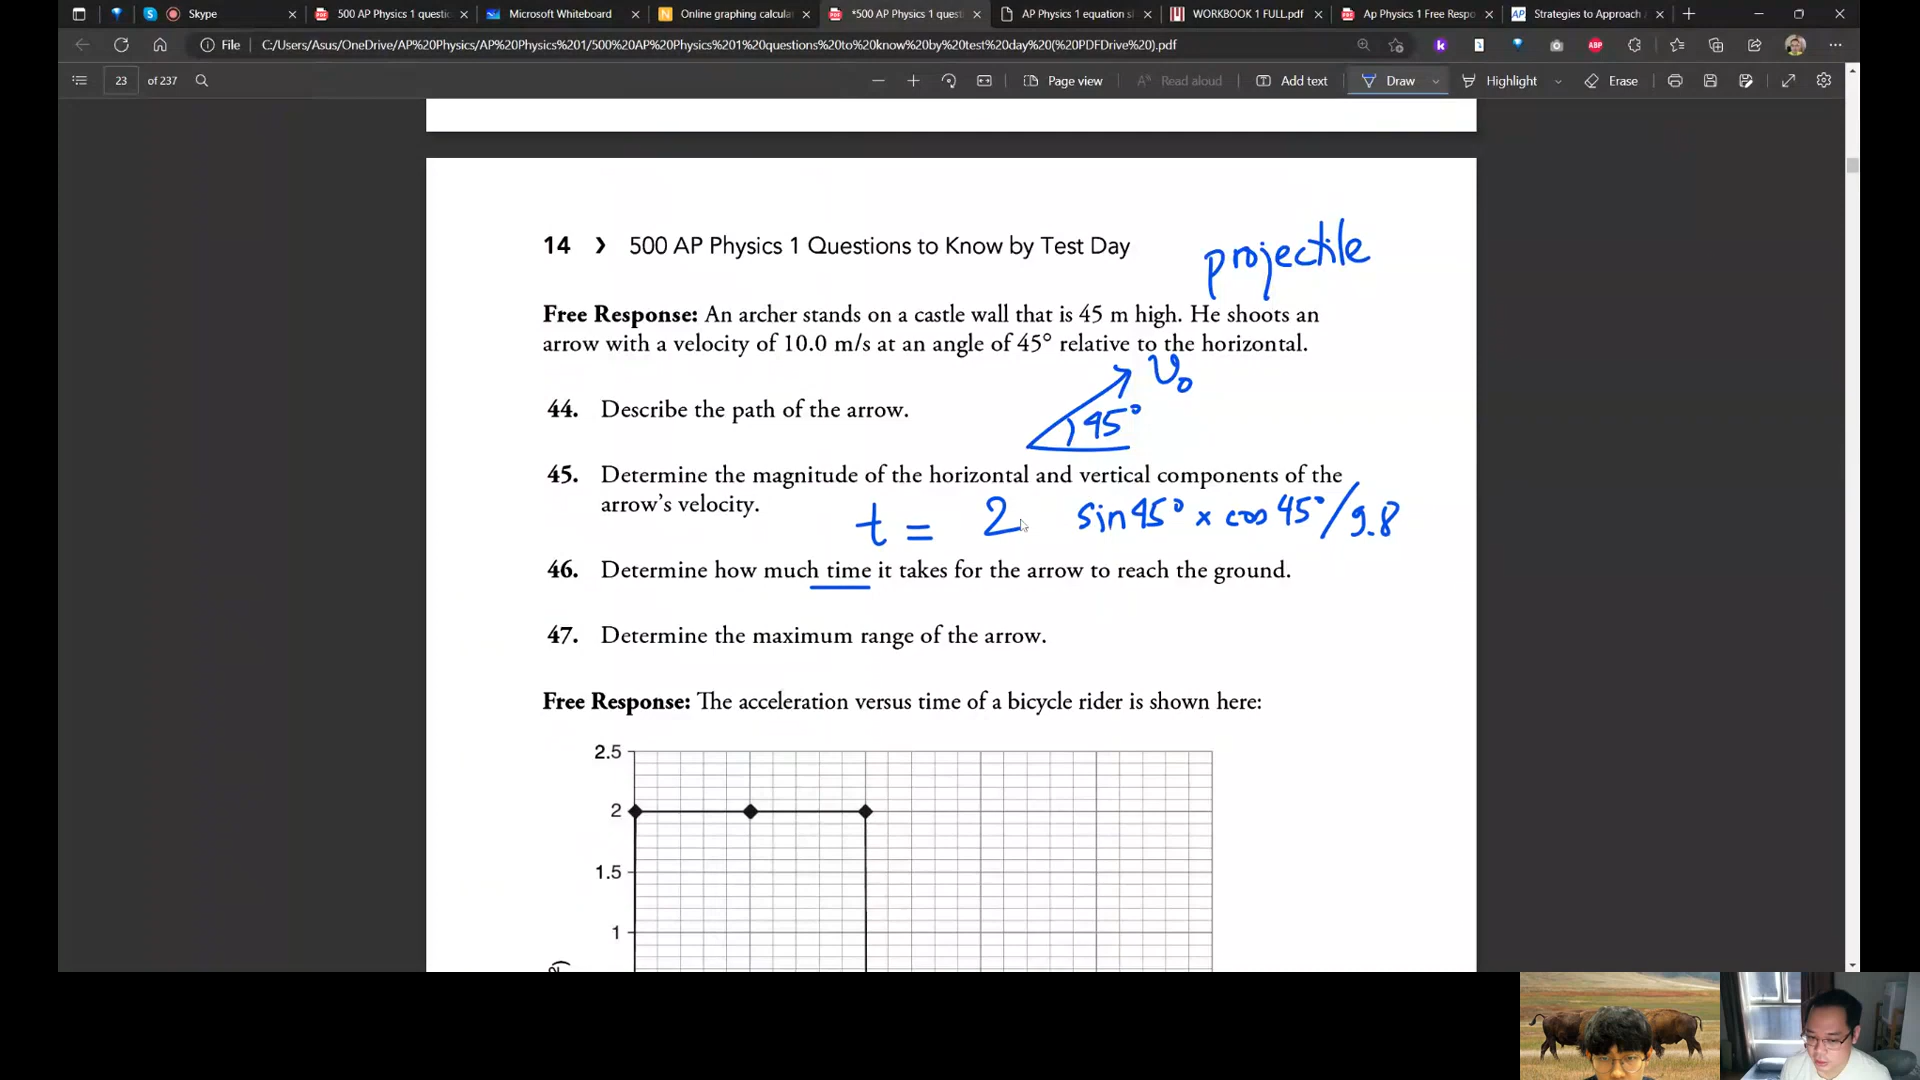 Skype
500 AP Physics 1 questi
Microsoft Whiteboard
Online graphing calcula
*500 AP Physics 1 quest
AP Physics 1 equation s
WORKBOOK 1 FULL.pdf
Ap Physics 1 Free Respo
Strategies to Approach
File C:/Users/Asus/OneDrive/AP%20Physics/AP%20Physics%201/500%20AP%20Physics%201%20questions%20to%20know%20by%20test%20day%20(%20PDFDrive%20).pdf
ABP
23 of 237 Page view Read aloud Add text Draw Highlight Erase
14 500 AP Physics 1 Questions to Know by Test Day
projectile
Free Response: An archer stands on a castle wall that is 45 m high. He shoots an
arrow with a velocity of 10.0 m/s at an angle of 45° relative to the horizontal.
v₀
44. Describe the path of the arrow.
45°
45. Determine the magnitude of the horizontal and vertical components of the
arrow's velocity.
t = 2 sin45° × cos45°/9.8
46. Determine how much time it takes for the arrow to reach the ground.
47. Determine the maximum range of the arrow.
Free Response: The acceleration versus time of a bicycle rider is shown here:
2.5
2
1.5
1
2)